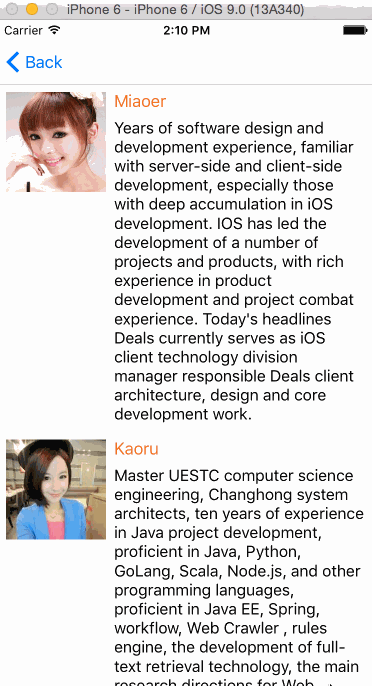 iPhone 6 - iPhone 6 / iOS 9.0 (13A340)
Carrier 2:10 PM
Back
Miaoer
Years of software design and
development experience, familiar
with server-side and client-side
development, especially those
with deep accumulation in iOS
development. IOS has led the
development of a number of
projects and products, with rich
experience in product
development and project combat
experience. Today's headlines
Deals currently serves as iOS
client technology division
manager responsible Deals client
architecture, design and core
development work.
Kaoru
Master UESTC computer science
engineering, Changhong system
architects, ten years of experience
in Java project development,
proficient in Java, Python,
GoLang, Scala, Node.js, and other
programming languages,
proficient in Java EE, Spring,
workflow, Web Crawler , rules
engine, the development of full-
text retrieval technology, the main
research directions for Web